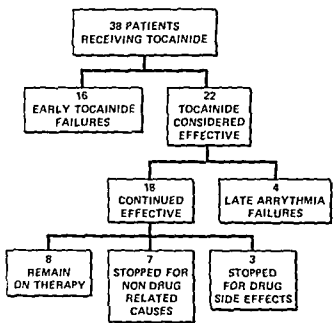 38 PATIENTS
RECEIVING TOCAINIDE
16
EARLY TOCAINIDE
FAILURES
22
TOCAINIDE
CONSIDERED
EFFECTIVE
18
CONTINUED
EFFECTIVE
4
LATE ARRYTHMIA
FAILURES
8
REMAIN
ON THERAPY
7
STOPPED FOR
NON DRUG
RELATED
CAUSES
3
STOPPED
FOR DRUG
SIDE EFFECTS